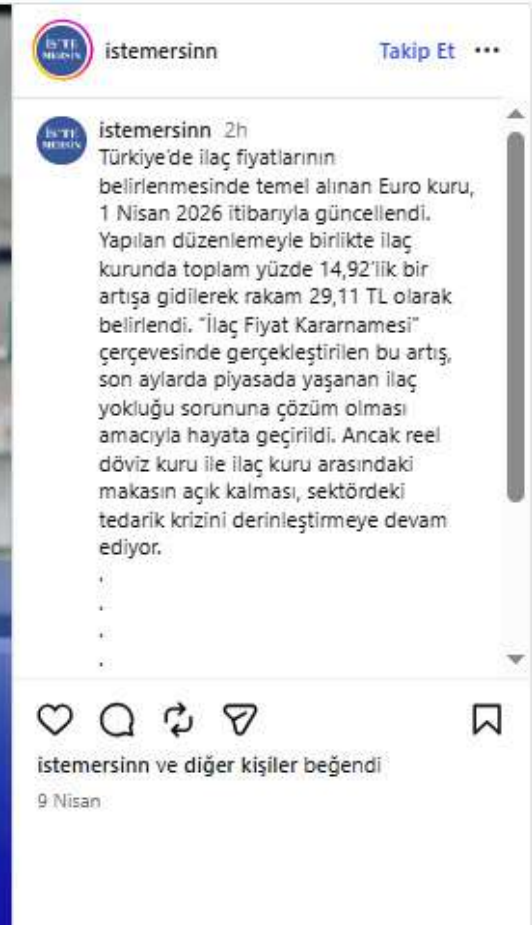 İS'TE
MERSİN
istemersinn
Takip Et
İS'TE
MERSİN
istemersinn 2h
Türkiye'de ilaç fiyatlarının
belirlenmesinde temel alınan Euro kuru,
1 Nisan 2026 itibarıyla güncellendi.
Yapılan düzenlemeyle birlikte ilaç
kurunda toplam yüzde 14,92'lik bir
artışa gidilerek rakam 29,11 TL olarak
belirlendi. "İlaç Fiyat Kararnamesi"
çerçevesinde gerçekleştirilen bu artış,
son aylarda piyasada yaşanan ilaç
yokluğu sorununa çözüm olması
amacıyla hayata geçirildi. Ancak reel
döviz kuru ile ilaç kuru arasındaki
makasın açık kalması, sektördeki
tedarik krizini derinleştirmeye devam
ediyor.
.
.
.
.
istemersinn ve diğer kişiler beğendi
9 Nisan